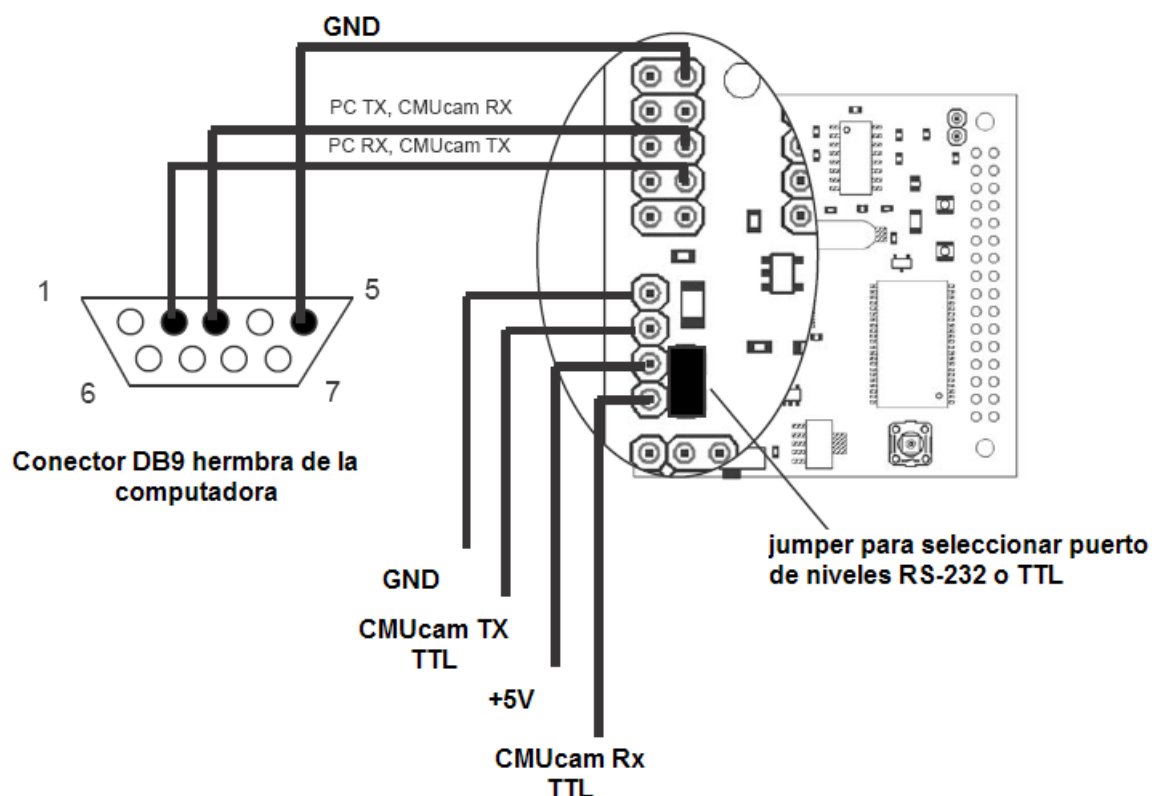 GND
PC TX, CMUcam RX
PC RX, CMUcam TX
1
5
6
7
Conector DB9 hermbra de la
computadora
jumper para seleccionar puerto
de niveles RS-232 o TTL
GND
CMUcam TX
TTL
+5V
CMUcam Rx
TTL